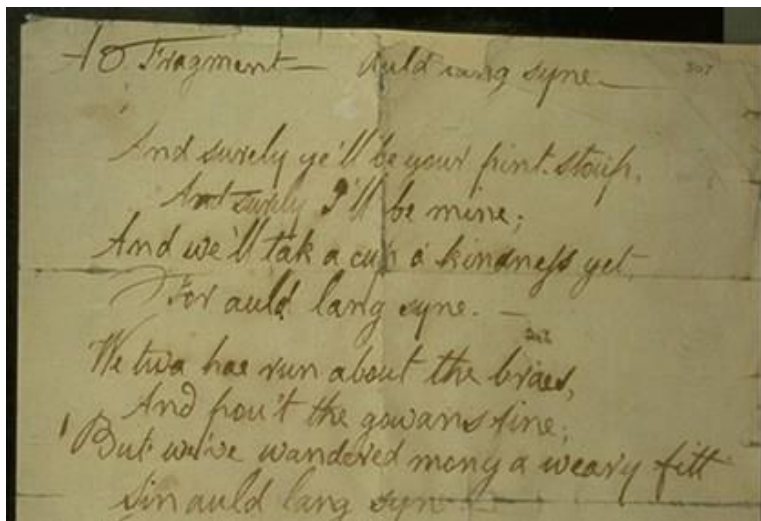 Fragment — Auld lang syne — 507
And surely ye'll be your pint-stoup,
And surely I'll be mine;
And we'll tak a cup o' kindneſs yet
For auld lang syne. —
We twa hae run about the braes,
And pou't the gowans fine;
But we've wandered mony a weary fitt
Sin auld lang syne